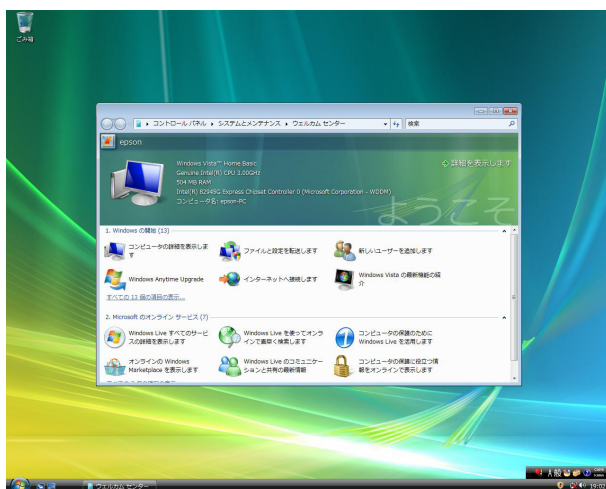 ごみ箱
コントロール パネル ▸ システムとメンテナンス ▸ ウェルカム センター
検索
epson
Windows Vista™ Home Basic
Genuine Intel(R) CPU 3.00GHz
504 MB RAM
Intel(R) 82945G Express Chipset Controller 0 (Microsoft Corporation - WDDM)
コンピュータ名: epson-PC
詳細を表示します
ようこそ
1. Windows の開始 (13)
コンピュータの詳細を表示しま
す
ファイルと設定を転送します
新しいユーザーを追加します
Windows Anytime Upgrade
インターネットへ接続します
Windows Vista の最新機能の紹
介
すべての 13 個の項目の表示...
2. Microsoft のオンライン サービス (7)
Windows Live すべてのサービ
スの詳細を表示します
Windows Live を使ってオンラ
インで素早く検索します
コンピュータの保護のために
Windows Live を活用します
オンラインの Windows
Marketplace を表示します
Windows Live のコミュニケー
ションと共有の最新情報
コンピュータの保護に役立つ情
報をオンラインで表示します
A 般
CAPS
KANA
ウェルカム センター
19:02